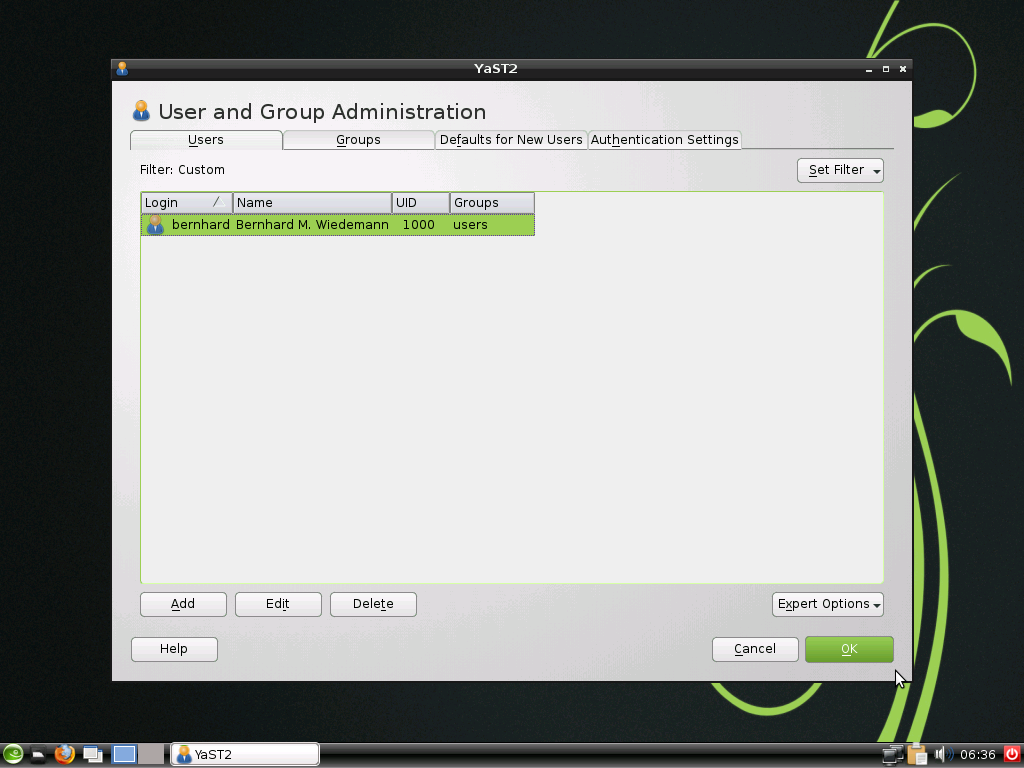 YaST2
User and Group Administration
Users Groups Defaults for New Users Authentication Settings
Filter: Custom Set Filter
Login Name UID Groups
bernhard Bernhard M. Wiedemann 1000 users
Add Edit Delete Expert Options
Help Cancel OK
YaST2 06:36